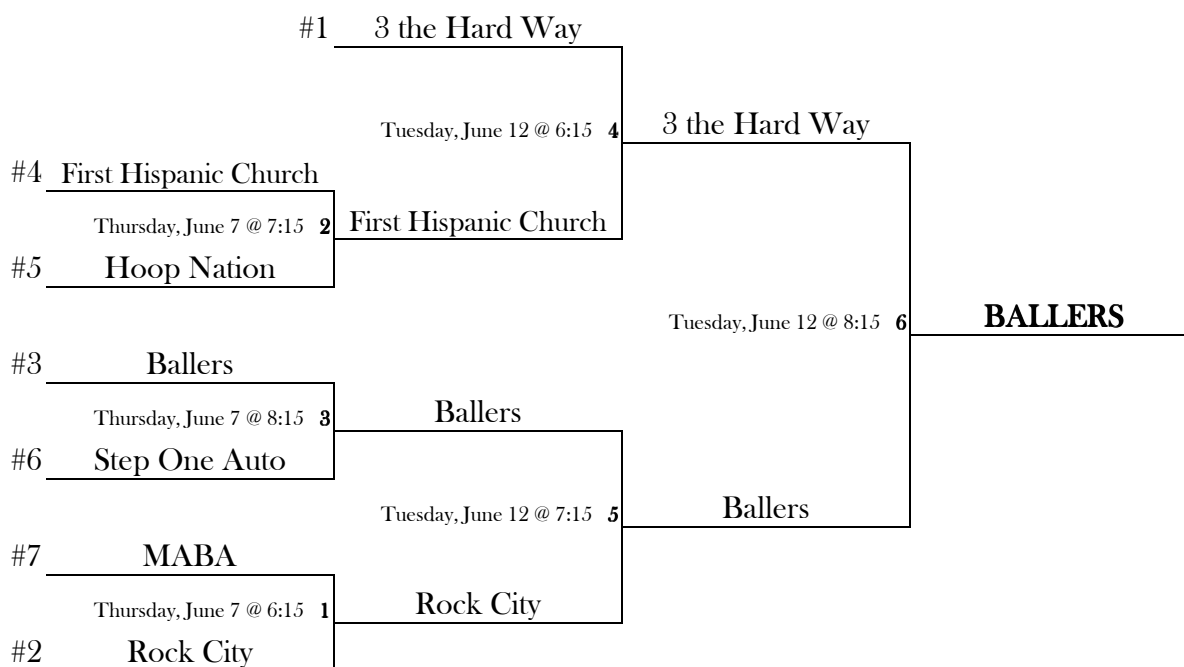 #1 3 the Hard Way
Tuesday, June 12 @ 6:15 4 3 the Hard Way
#4 First Hispanic Church
Thursday, June 7 @ 7:15 2 First Hispanic Church
#5 Hoop Nation
Tuesday, June 12 @ 8:15 6 BALLERS
#3 Ballers
Thursday, June 7 @ 8:15 3 Ballers
#6 Step One Auto
Tuesday, June 12 @ 7:15 5 Ballers
#7 MABA
Thursday, June 7 @ 6:15 1 Rock City
#2 Rock City